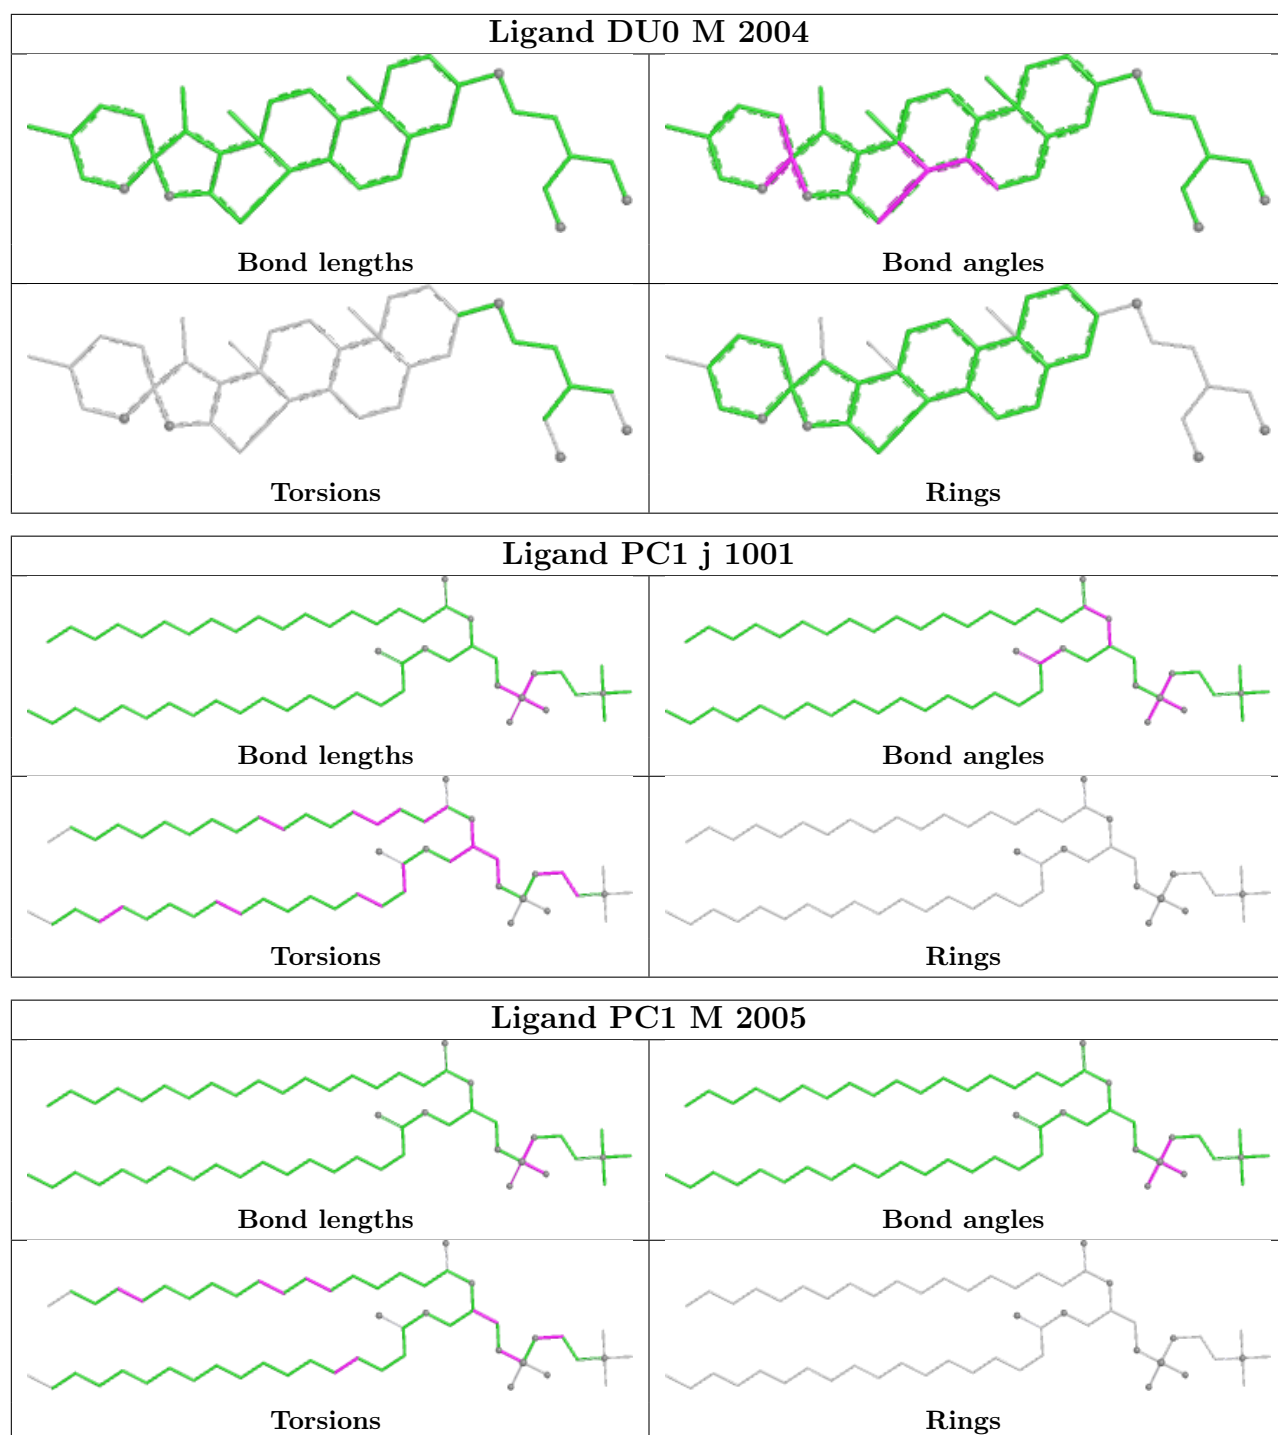 Ligand DU0 M 2004
Bond lengths
Bond angles
Torsions
Rings
Ligand PC1 j 1001
Bond lengths
Bond angles
Torsions
Rings
Ligand PC1 M 2005
Bond lengths
Bond angles
Torsions
Rings